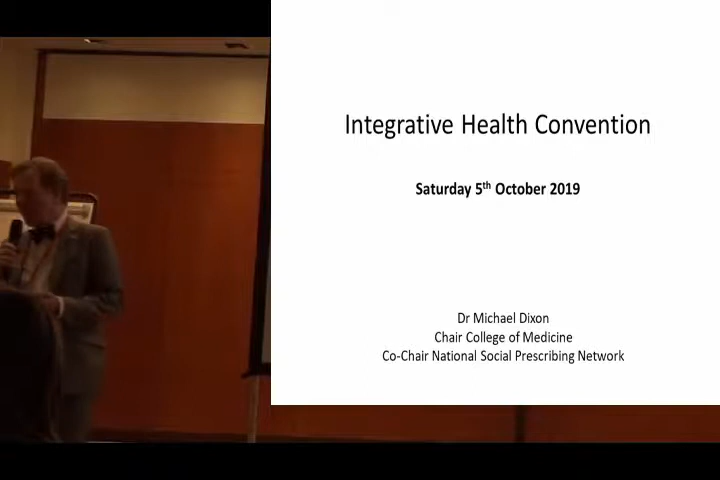 Integrative Health Convention
Saturday 5th October 2019
Dr Michael Dixon
Chair College of Medicine
Co-Chair National Social Prescribing Network